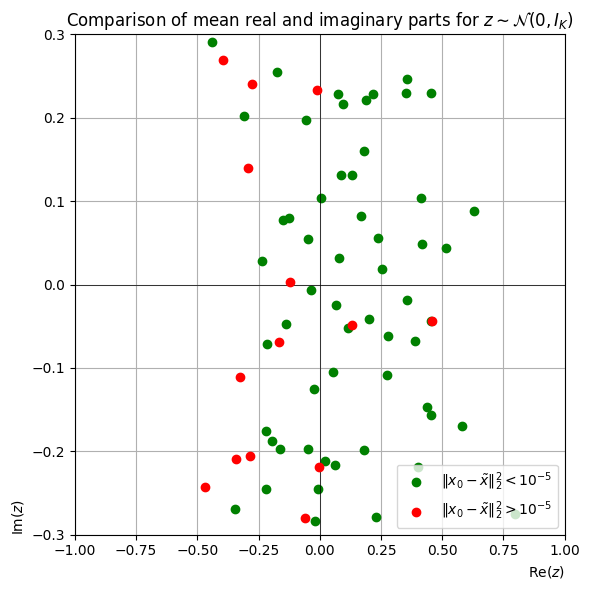 Comparison of mean real and imaginary parts for z ∼ 𝒩(0, I_K)
0.3
0.2
0.1
0.0
−0.1
−0.2
−0.3
Im(z)
‖x₀ − x̃‖₂² < 10⁻⁵
‖x₀ − x̃‖₂² > 10⁻⁵
−1.00 −0.75 −0.50 −0.25 0.00 0.25 0.50 0.75 1.00
Re(z)